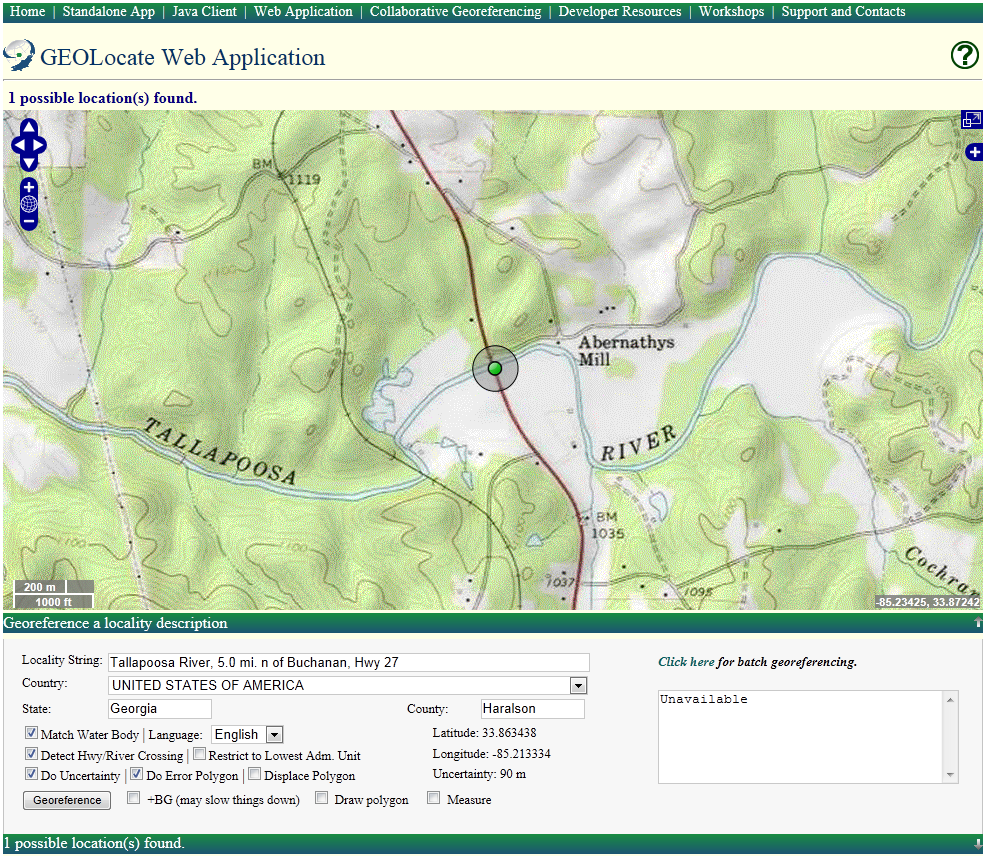 Home | Standalone App | Java Client | Web Application | Collaborative Georeferencing | Developer Resources | Workshops | Support and Contacts
GEOLocate Web Application
?
1 possible location(s) found.
BM
1119
1100
Abernathys
Mill
TALLAPOOSA
RIVER
BM
1035
1037
1095
Cochran
1100
1100
1100
200 m
1000 ft
-85.23425, 33.87242
Georeference a locality description
Locality String: Tallapoosa River, 5.0 mi. n of Buchanan, Hwy 27
Country: UNITED STATES OF AMERICA
State: Georgia County: Haralson
Match Water Body | Language: English
Detect Hwy/River Crossing | Restrict to Lowest Adm. Unit
Do Uncertainty | Do Error Polygon | Displace Polygon
Georeference +BG (may slow things down) Draw polygon Measure
Latitude: 33.863438
Longitude: -85.213334
Uncertainty: 90 m
Click here for batch georeferencing.
Unavailable
1 possible location(s) found.